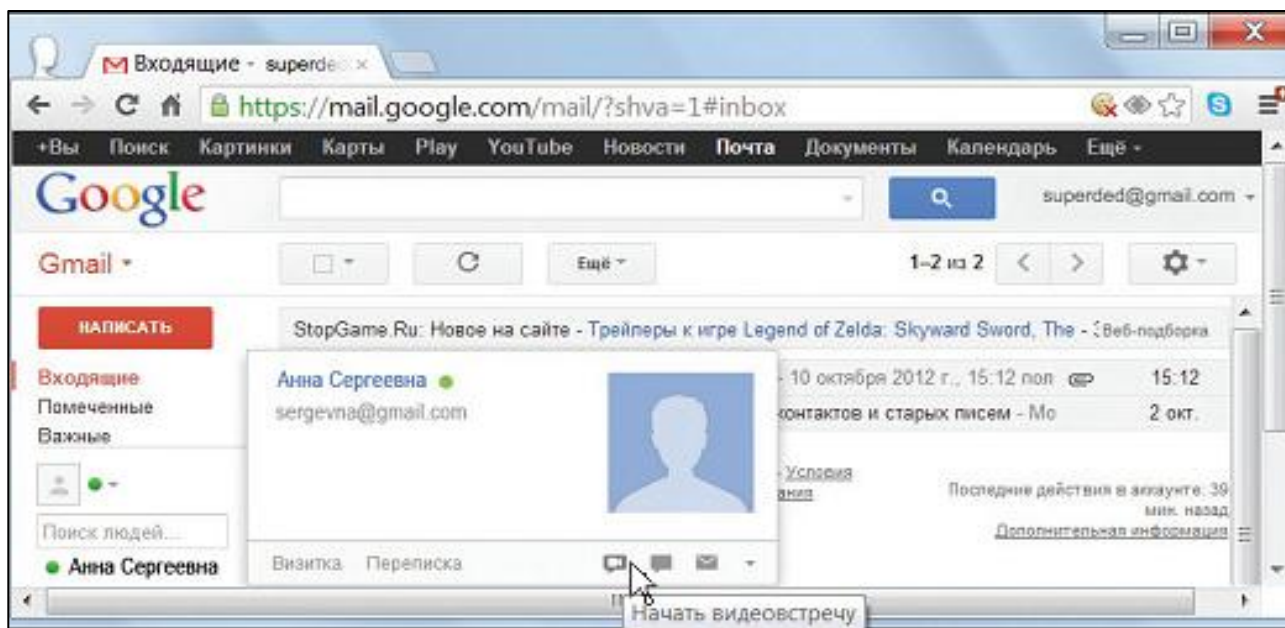 Входящие - superded
https://mail.google.com/mail/?shva=1#inbox
+Вы Поиск Картинки Карты Play YouTube Новости Почта Документы Календарь Ещё
Google
superded@gmail.com
Gmail
Ещё
1–2 из 2
НАПИСАТЬ
StopGame.Ru: Новое на сайте - Трейлеры к игре Legend of Zelda: Skyward Sword, The - Веб-подборка
Входящие
Анна Сергеевна
- 10 октября 2012 г., 15:12 пол 15:12
Помеченные
sergevna@gmail.com
контактов и старых писем - Мо 2 окт.
Важные
- Условия
Последние действия в аккаунте: 39
мин. назад
Поиск людей...
Дополнительная информация
Анна Сергеевна
Визитка Переписка
Начать видеовстречу